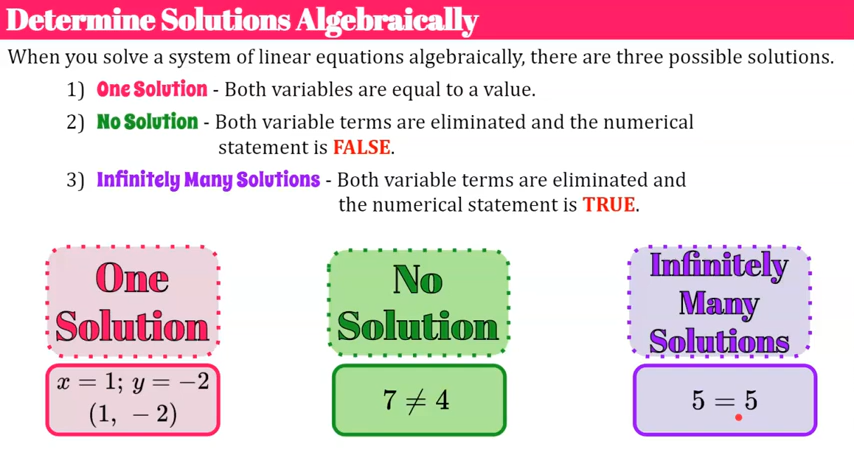 Determine Solutions Algebraically
When you solve a system of linear equations algebraically, there are three possible solutions.
1) One Solution - Both variables are equal to a value.
2) No Solution - Both variable terms are eliminated and the numerical
statement is FALSE.
3) Infinitely Many Solutions - Both variable terms are eliminated and
the numerical statement is TRUE.
One
Solution
x = 1; y = −2
(1, −2)
No
Solution
7 ≠ 4
Infinitely
Many
Solutions
5 = 5